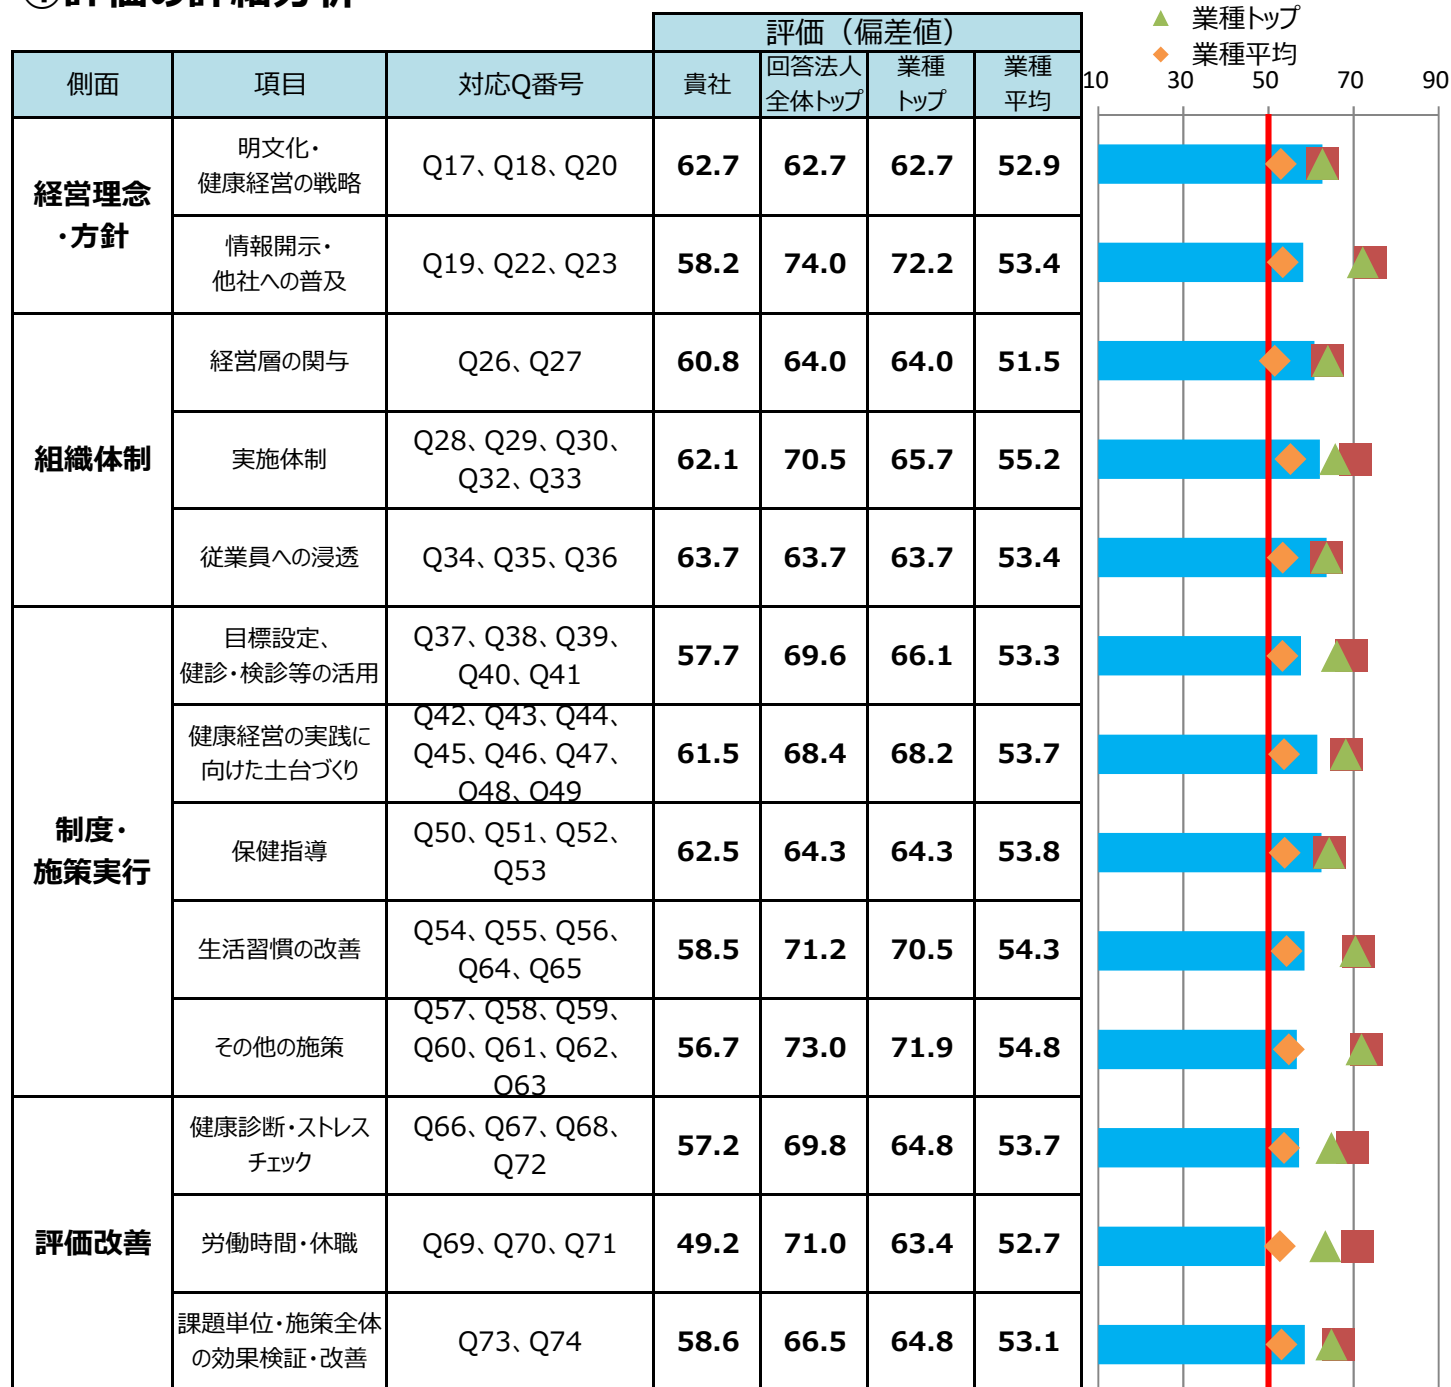 ①評価の詳細分析
業種トップ
業種平均
評価（偏差値）
側面 項目 対応Q番号 貴社 回答法人 業種 業種
全体トップ トップ 平均
10 30 50 70 90
経営理念
・方針
明文化・
健康経営の戦略
Q17、Q18、Q20 62.7 62.7 62.7 52.9
情報開示・
他社への普及
Q19、Q22、Q23 58.2 74.0 72.2 53.4
組織体制
経営層の関与 Q26、Q27 60.8 64.0 64.0 51.5
実施体制
Q28、Q29、Q30、
Q32、Q33
62.1 70.5 65.7 55.2
従業員への浸透 Q34、Q35、Q36 63.7 63.7 63.7 53.4
制度・
施策実行
目標設定、
健診・検診等の活用
Q37、Q38、Q39、
Q40、Q41
57.7 69.6 66.1 53.3
健康経営の実践に
向けた土台づくり
Q42、Q43、Q44、
Q45、Q46、Q47、
Q48、Q49
61.5 68.4 68.2 53.7
保健指導
Q50、Q51、Q52、
Q53
62.5 64.3 64.3 53.8
生活習慣の改善
Q54、Q55、Q56、
Q64、Q65
58.5 71.2 70.5 54.3
その他の施策
Q57、Q58、Q59、
Q60、Q61、Q62、
Q63
56.7 73.0 71.9 54.8
評価改善
健康診断・ストレス
チェック
Q66、Q67、Q68、
Q72
57.2 69.8 64.8 53.7
労働時間・休職 Q69、Q70、Q71 49.2 71.0 63.4 52.7
課題単位・施策全体
の効果検証・改善
Q73、Q74 58.6 66.5 64.8 53.1